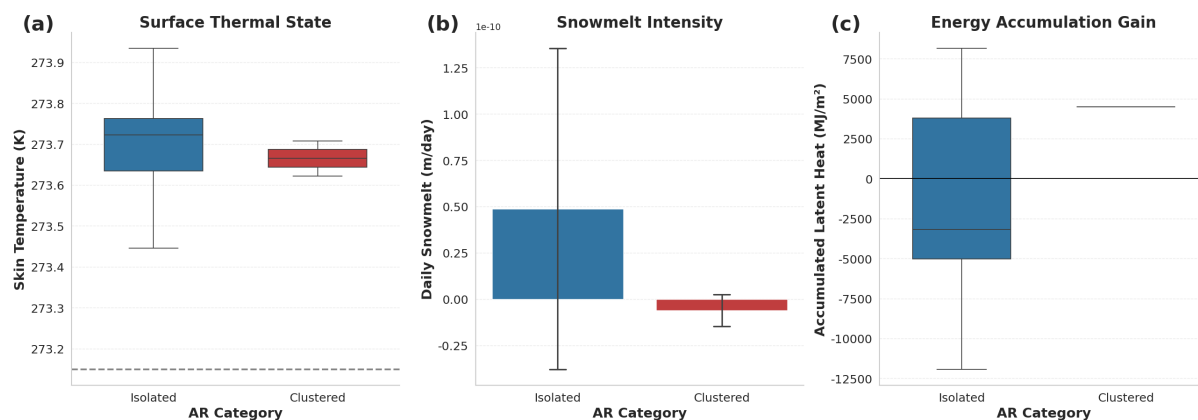 (a)
Surface Thermal State
273.9
273.8
273.7
273.6
273.5
273.4
273.3
273.2
Skin Temperature (K)
Isolated
Clustered
AR Category
(b)
Snowmelt Intensity
1e-10
1.25
1.00
0.75
0.50
0.25
0.00
-0.25
Daily Snowmelt (m/day)
Isolated
Clustered
AR Category
(c)
Energy Accumulation Gain
7500
5000
2500
0
-2500
-5000
-7500
-10000
-12500
Accumulated Latent Heat (MJ/m²)
Isolated
Clustered
AR Category